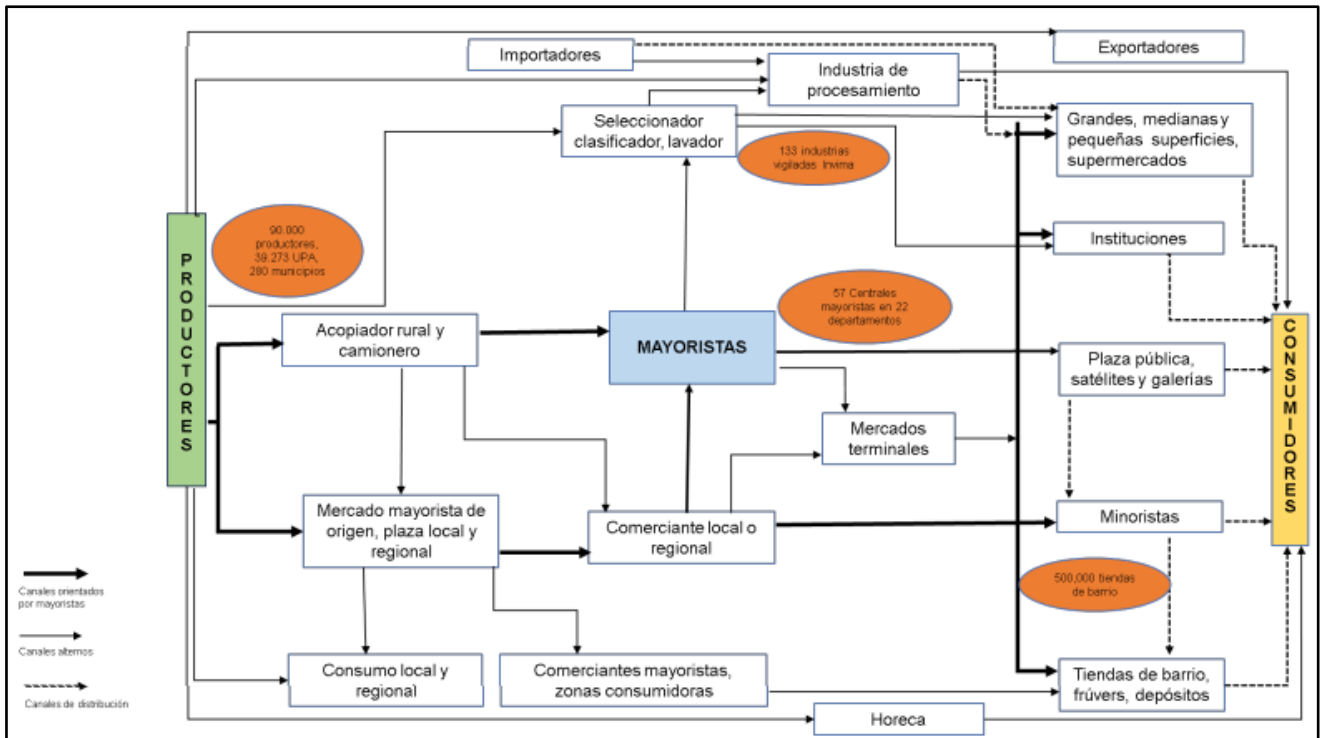 Importadores
Exportadores
Industria de
procesamiento
Seleccionador
clasificador, lavador
Grandes, medianas y
pequeñas superficies,
supermercados
133 industrias
vigiladas Invima
90.000
productores,
39.273 UPA,
280 municipios
PRODUCTORES
Instituciones
57 Centrales
mayoristas en 22
departamentos
Acopiador rural y
camionero
MAYORISTAS
Plaza pública,
satélites y galerías
CONSUMIDORES
Mercados
terminales
Mercado mayorista de
origen, plaza local y
regional
Comerciante local o
regional
Minoristas
500,000 tiendas
de barrio
Canales orientados
por mayoristas
Canales alternos
Canales de distribución
Consumo local y
regional
Comerciantes mayoristas,
zonas consumidoras
Tiendas de barrio,
frúvers, depósitos
Horeca